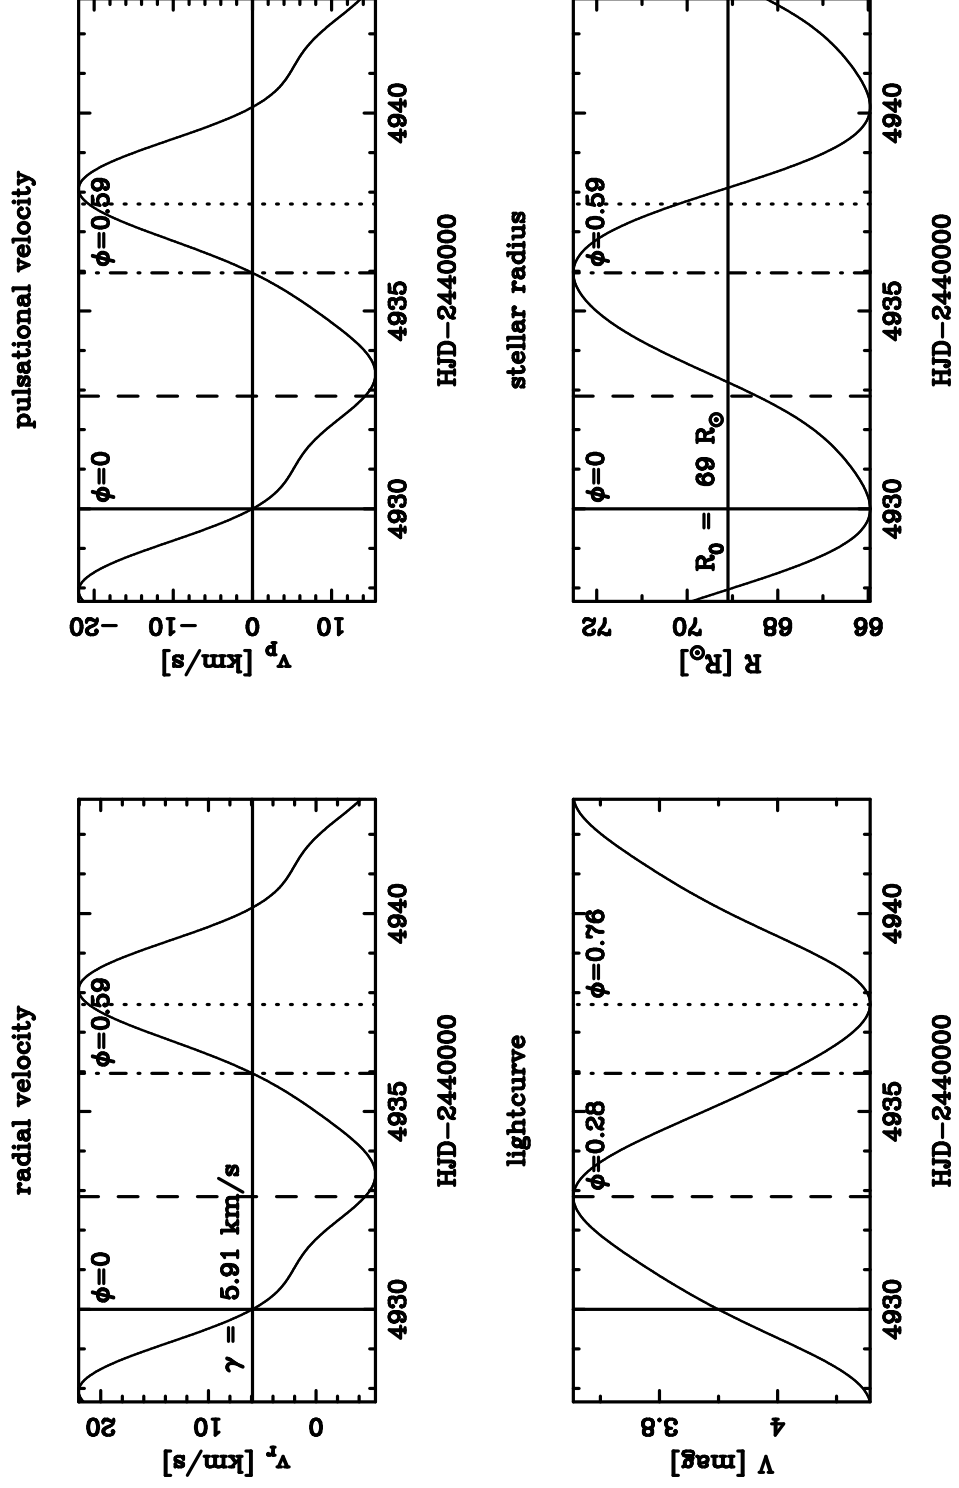 radial velocity
v_r [km/s]
20
10
0
ϕ=0
ϕ=0.59
γ = 5.91 km/s
4930
4935
4940
HJD−2440000
pulsational velocity
v_p [km/s]
−20
−10
0
10
ϕ=0
ϕ=0.59
4930
4935
4940
HJD−2440000
lightcurve
V [mag]
3.8
4
ϕ=0.28
ϕ=0.76
4930
4935
4940
HJD−2440000
stellar radius
R [R⊙]
72
70
68
66
ϕ=0
ϕ=0.59
R₀ = 69 R⊙
4930
4935
4940
HJD−2440000